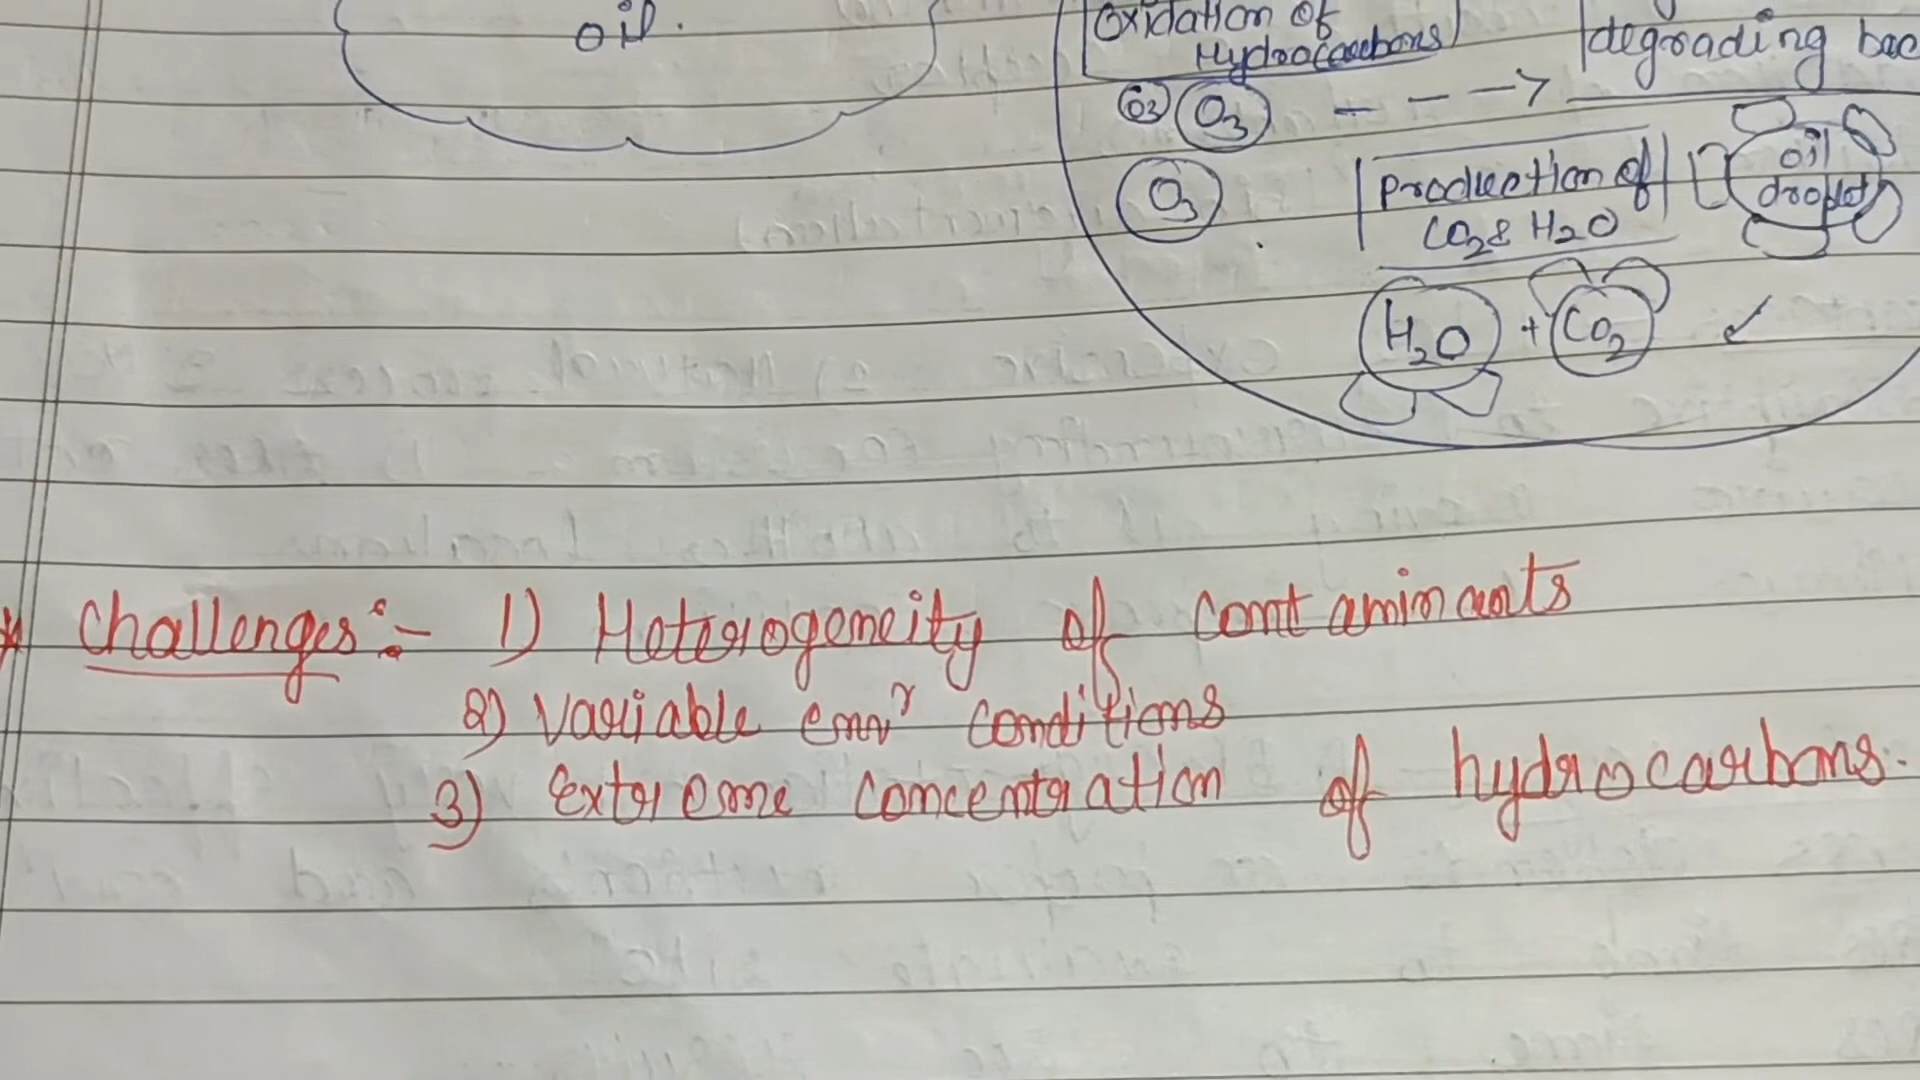 oil.
Oxidation of
Hydrocarbons
degrading bac
O3 O3
O3
Production of
CO2 & H2O
oil
droplet
H2O + CO2
Challenges :- 1) Heterogeneity of contaminants
2) Variable envr conditions
3) Extreme concentration of hydrocarbons.